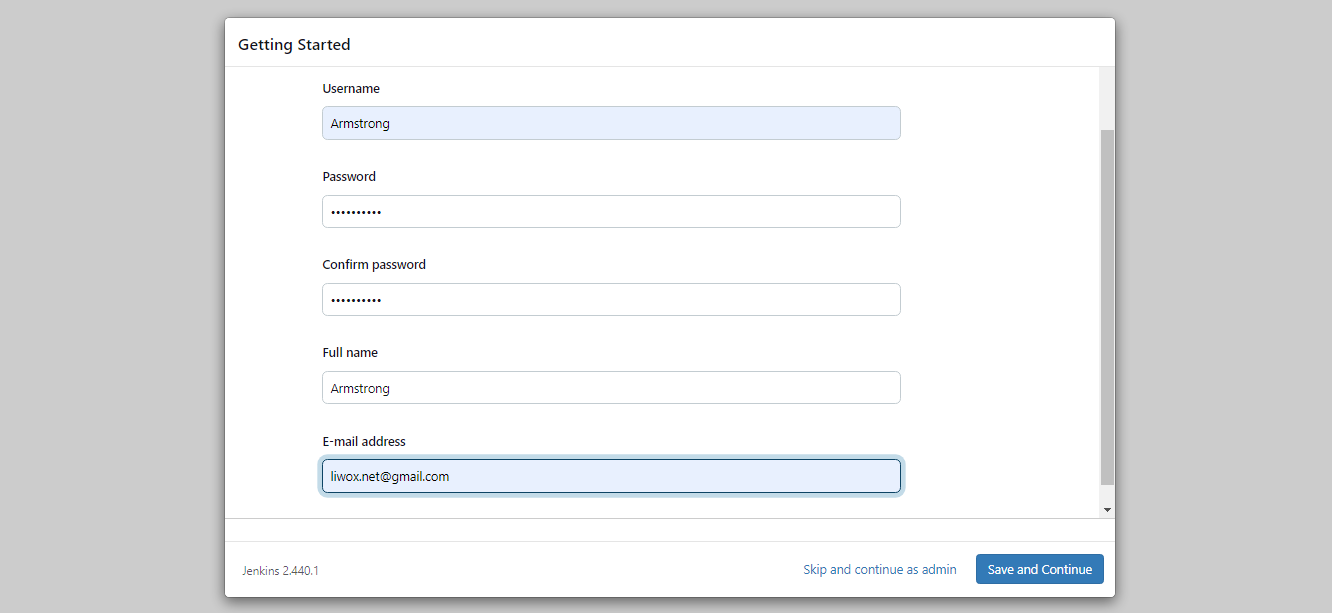 Getting Started
Username
Armstrong
Password
••••••••••
Confirm password
••••••••••
Full name
Armstrong
E-mail address
liwox.net@gmail.com
Jenkins 2.440.1
Skip and continue as admin
Save and Continue